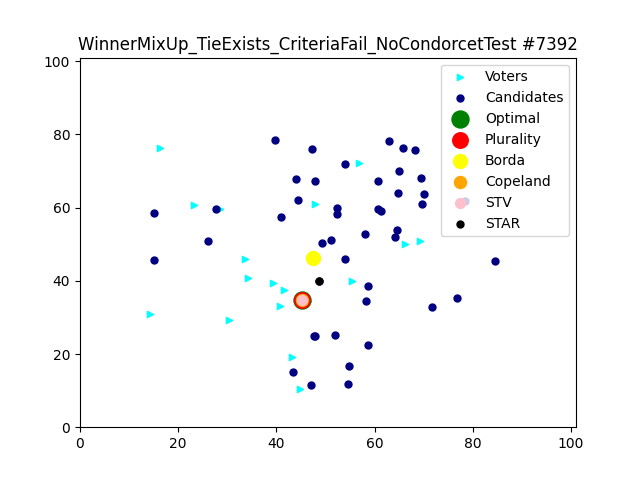 WinnerMixUp_TieExists_CriteriaFail_NoCondorcetTest #7392
100
80
60
40
20
0
0 20 40 60 80 100
Voters
Candidates
Optimal
Plurality
Borda
Copeland
STV
STAR